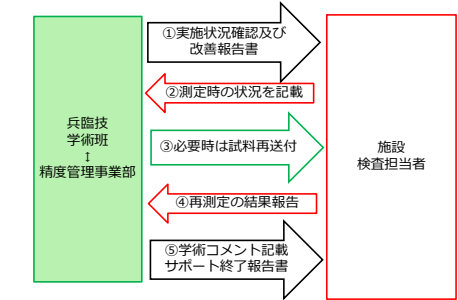 兵臨技
学術班
↕
精度管理事業部
①実施状況確認及び
改善報告書
②測定時の状況を記載
③必要時は試料再送付
④再測定の結果報告
⑤学術コメント記載
サポート終了報告書
施設
検査担当者